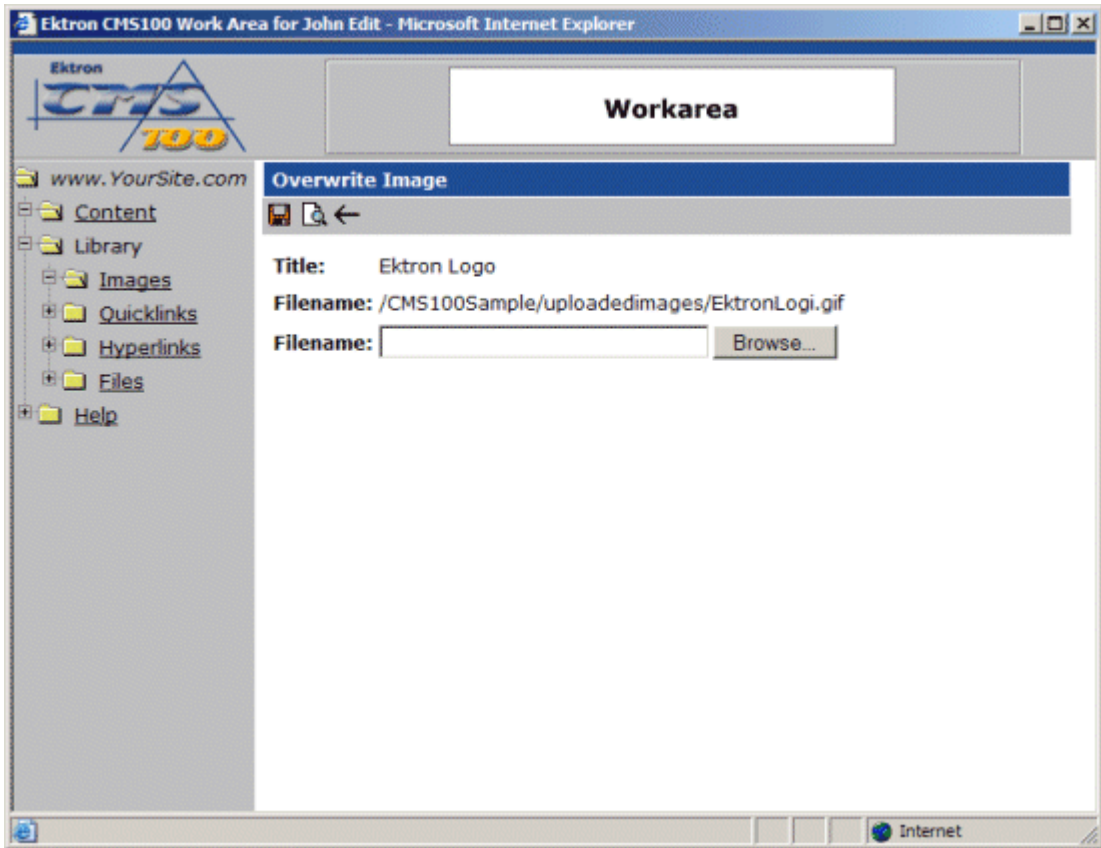 Ektron CMS100 Work Area for John Edit - Microsoft Internet Explorer
Ektron
CMS
100
Workarea
www.YourSite.com
Content
Library
Images
Quicklinks
Hyperlinks
Files
Help
Overwrite Image
Title: Ektron Logo
Filename: /CMS100Sample/uploadedimages/EktronLogi.gif
Filename: Browse...
Internet